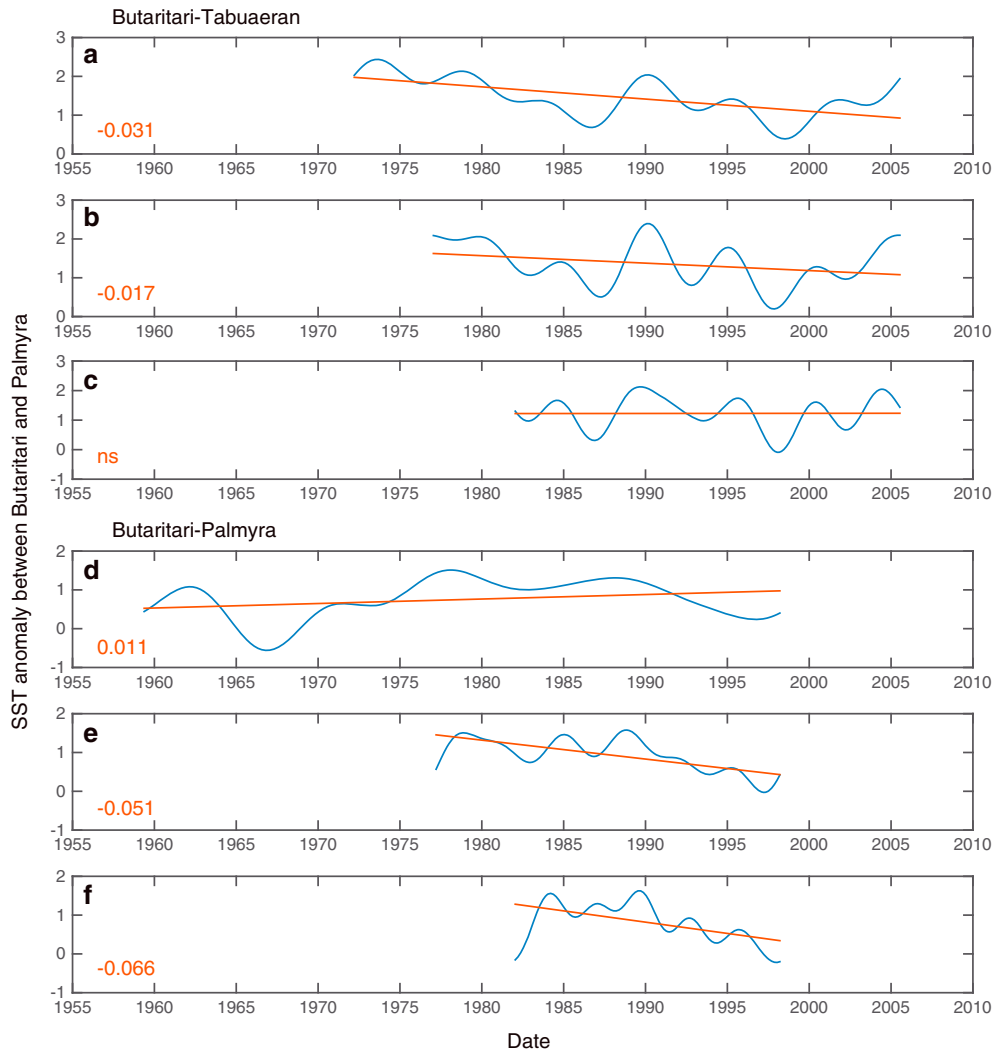 Butaritari-Tabuaeran
SST anomaly between Butaritari and Palmyra
a
3
2
1
0
-0.031
1955 1960 1965 1970 1975 1980 1985 1990 1995 2000 2005 2010
b
3
2
1
0
-0.017
1955 1960 1965 1970 1975 1980 1985 1990 1995 2000 2005 2010
c
3
2
1
0
-1
ns
1955 1960 1965 1970 1975 1980 1985 1990 1995 2000 2005 2010
Butaritari-Palmyra
d
2
1
0
-1
0.011
1955 1960 1965 1970 1975 1980 1985 1990 1995 2000 2005 2010
e
2
1
0
-1
-0.051
1955 1960 1965 1970 1975 1980 1985 1990 1995 2000 2005 2010
f
2
1
0
-1
-0.066
1955 1960 1965 1970 1975 1980 1985 1990 1995 2000 2005 2010
Date